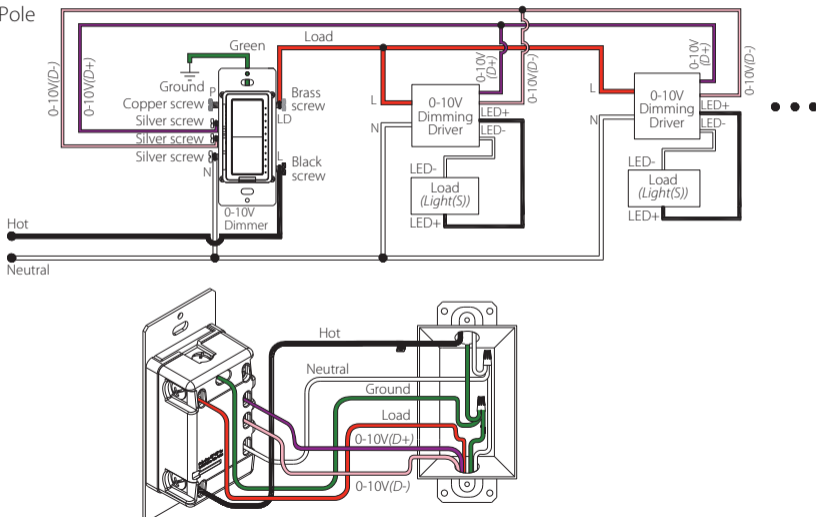 Pole
Green
Load
Ground
P
Copper screw
Silver screw
Silver screw
Silver screw
N
0-10V(D-)
0-10V(D+)
Brass
screw
LD
L
Black
screw
0-10V
Dimmer
Hot
Neutral
L
N
0-10V
Dimming
Driver
0-10V
(D+)
0-10V(D-)
LED+
LED-
LED-
Load
(Light(S))
LED+
L
N
0-10V
Dimming
Driver
0-10V
(D+)
0-10V(D-)
LED+
LED-
LED-
Load
(Light(S))
LED+
Hot
Neutral
Ground
Load
0-10V(D+)
0-10V(D-)